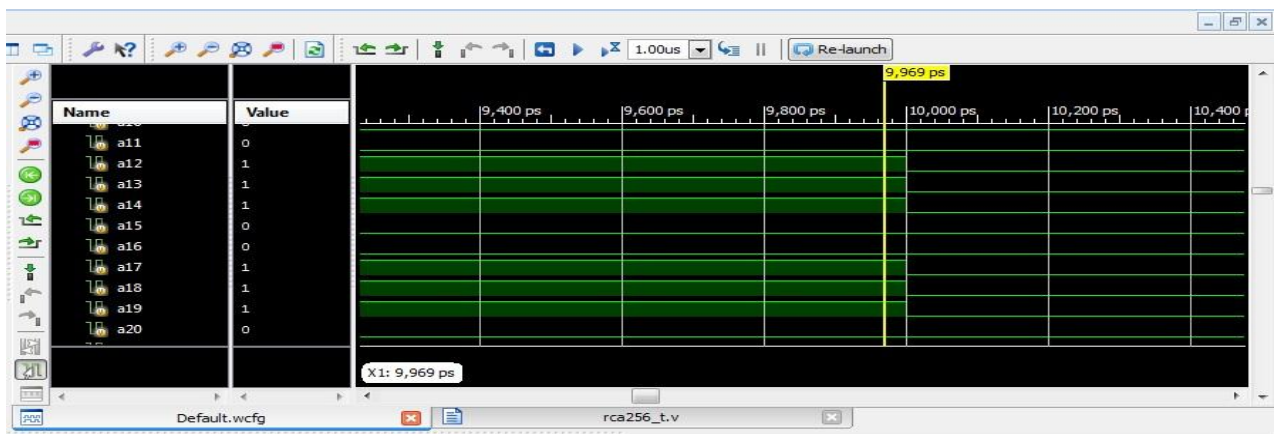 1.00us Re-launch
9,969 ps
Name Value
9,400 ps 9,600 ps 9,800 ps 10,000 ps 10,200 ps 10,400 p
a11 0
a12 1
a13 1
a14 1
a15 0
a16 0
a17 1
a18 1
a19 1
a20 0
X1: 9,969 ps
Default.wcfg rca256_t.v